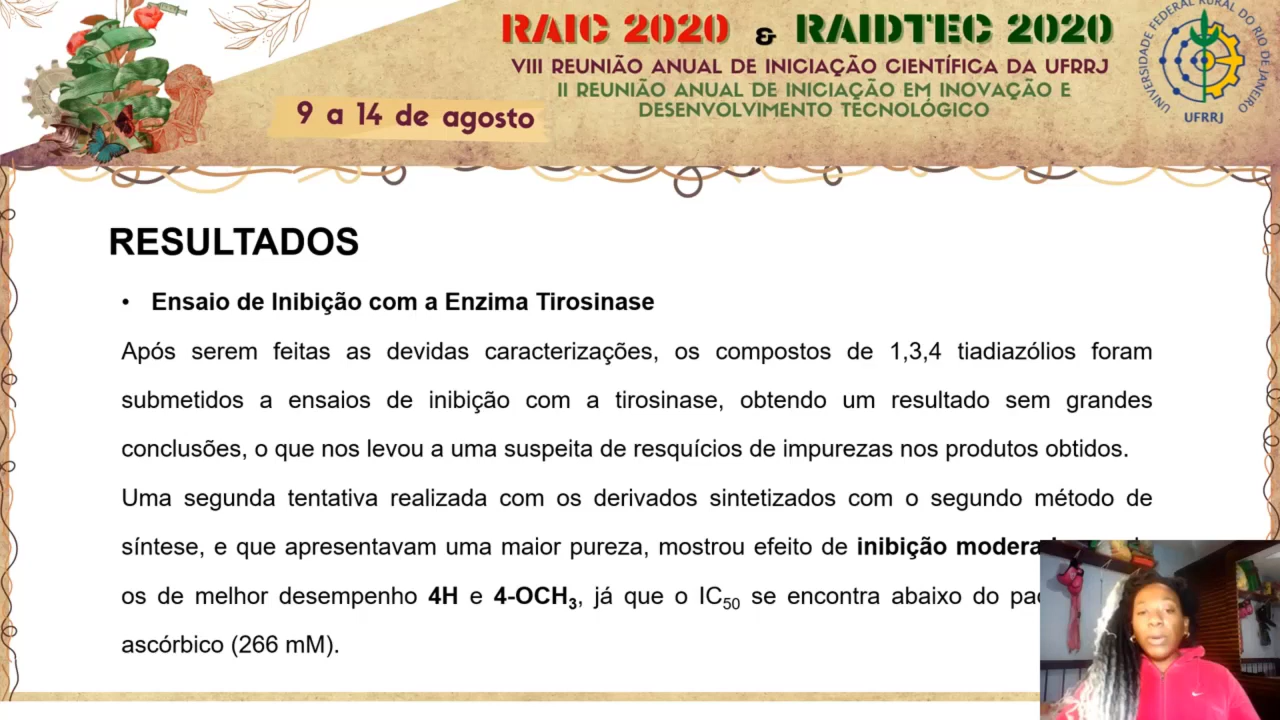 RAIC 2020 & RAIDTEC 2020
VIII REUNIÃO ANUAL DE INICIAÇÃO CIENTÍFICA DA UFRRJ
II REUNIÃO ANUAL DE INICIAÇÃO EM INOVAÇÃO E
DESENVOLVIMENTO TECNOLÓGICO
9 a 14 de agosto
UNIVERSIDADE FEDERAL RURAL DO RIO DE JANEIRO
UFRRJ
RESULTADOS
• Ensaio de Inibição com a Enzima Tirosinase
Após serem feitas as devidas caracterizações, os compostos de 1,3,4 tiadiazólios foram
submetidos a ensaios de inibição com a tirosinase, obtendo um resultado sem grandes
conclusões, o que nos levou a uma suspeita de resquícios de impurezas nos produtos obtidos.
Uma segunda tentativa realizada com os derivados sintetizados com o segundo método de
síntese, e que apresentavam uma maior pureza, mostrou efeito de inibição
os de melhor desempenho 4H e 4-OCH₃, já que o IC₅₀ se encontra abaixo do
ascórbico (266 mM).